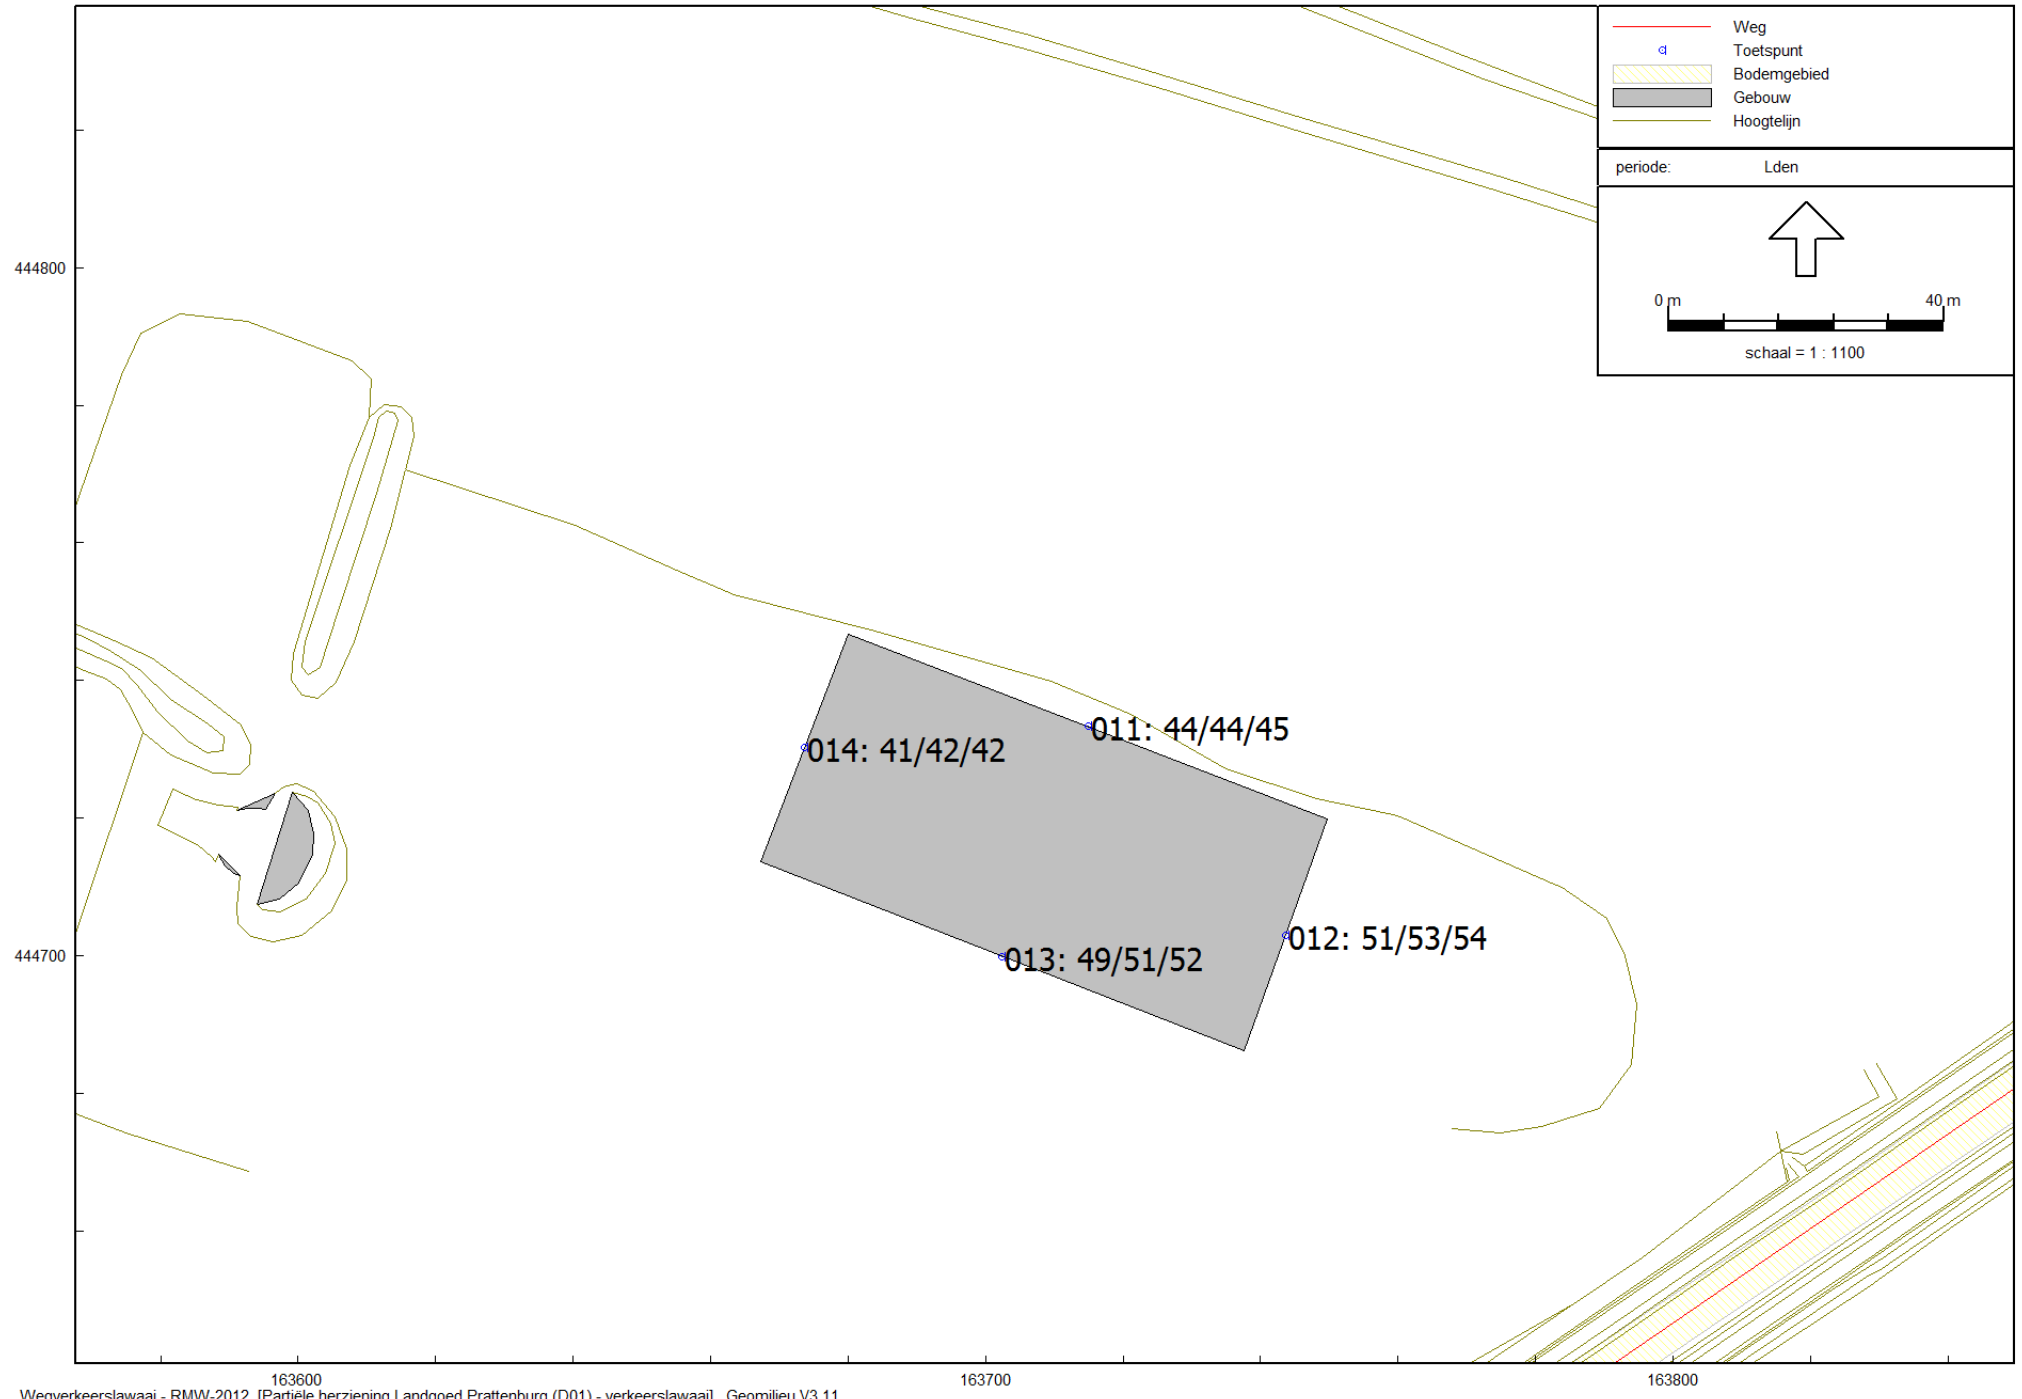 Weg
Toetspunt
Bodemgebied
Gebouw
Hoogtelijn
periode: Lden
0 m 40 m
schaal = 1 : 1100
444800
011: 44/44/45
014: 41/42/42
012: 51/53/54
444700
013: 49/51/52
163600 163700 163800
Wegverkeerslawaai - RMW-2012, [Partiële herziening Landgoed Prattenburg (D01) - verkeerslawaai] , Geomilieu V3.11